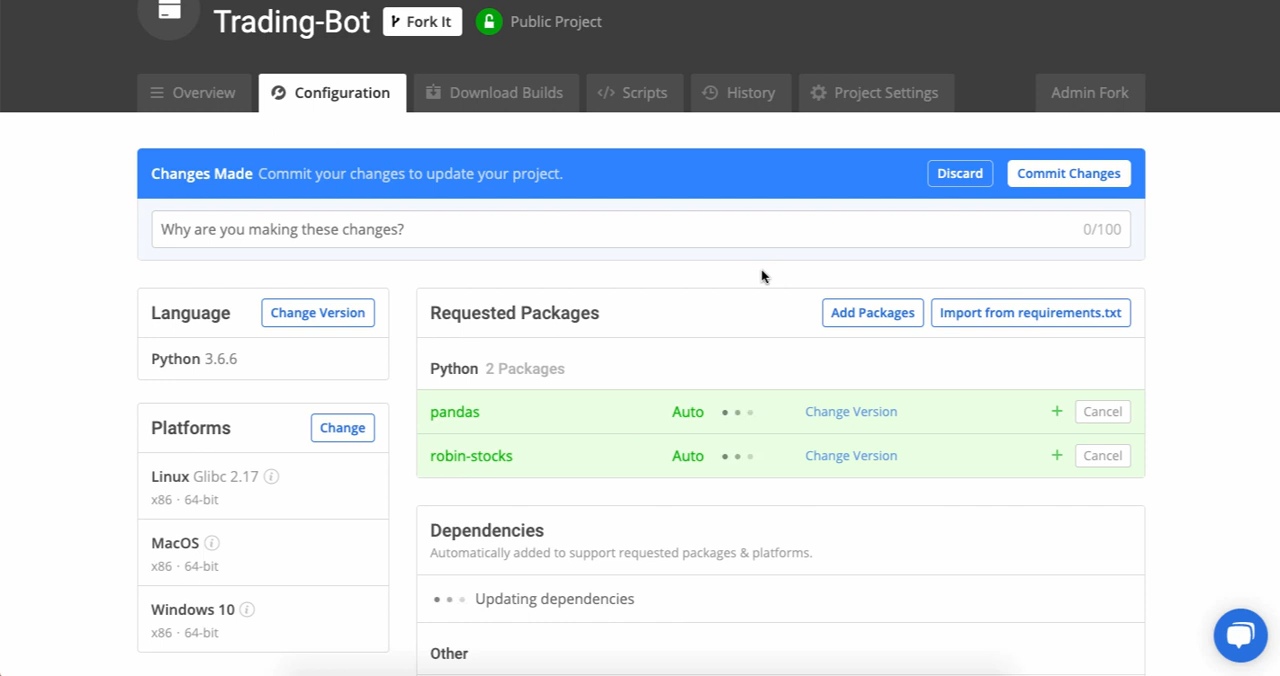 Trading-Bot Fork It Public Project
Overview Configuration Download Builds Scripts History Project Settings Admin Fork
Changes Made Commit your changes to update your project. Discard Commit Changes
Why are you making these changes? 0/100
Language Change Version
Python 3.6.6
Platforms Change
Linux Glibc 2.17
x86 · 64-bit
MacOS
x86 · 64-bit
Windows 10
x86 · 64-bit
Requested Packages Add Packages Import from requirements.txt
Python 2 Packages
pandas Auto Change Version + Cancel
robin-stocks Auto Change Version + Cancel
Dependencies
Automatically added to support requested packages & platforms.
Updating dependencies
Other